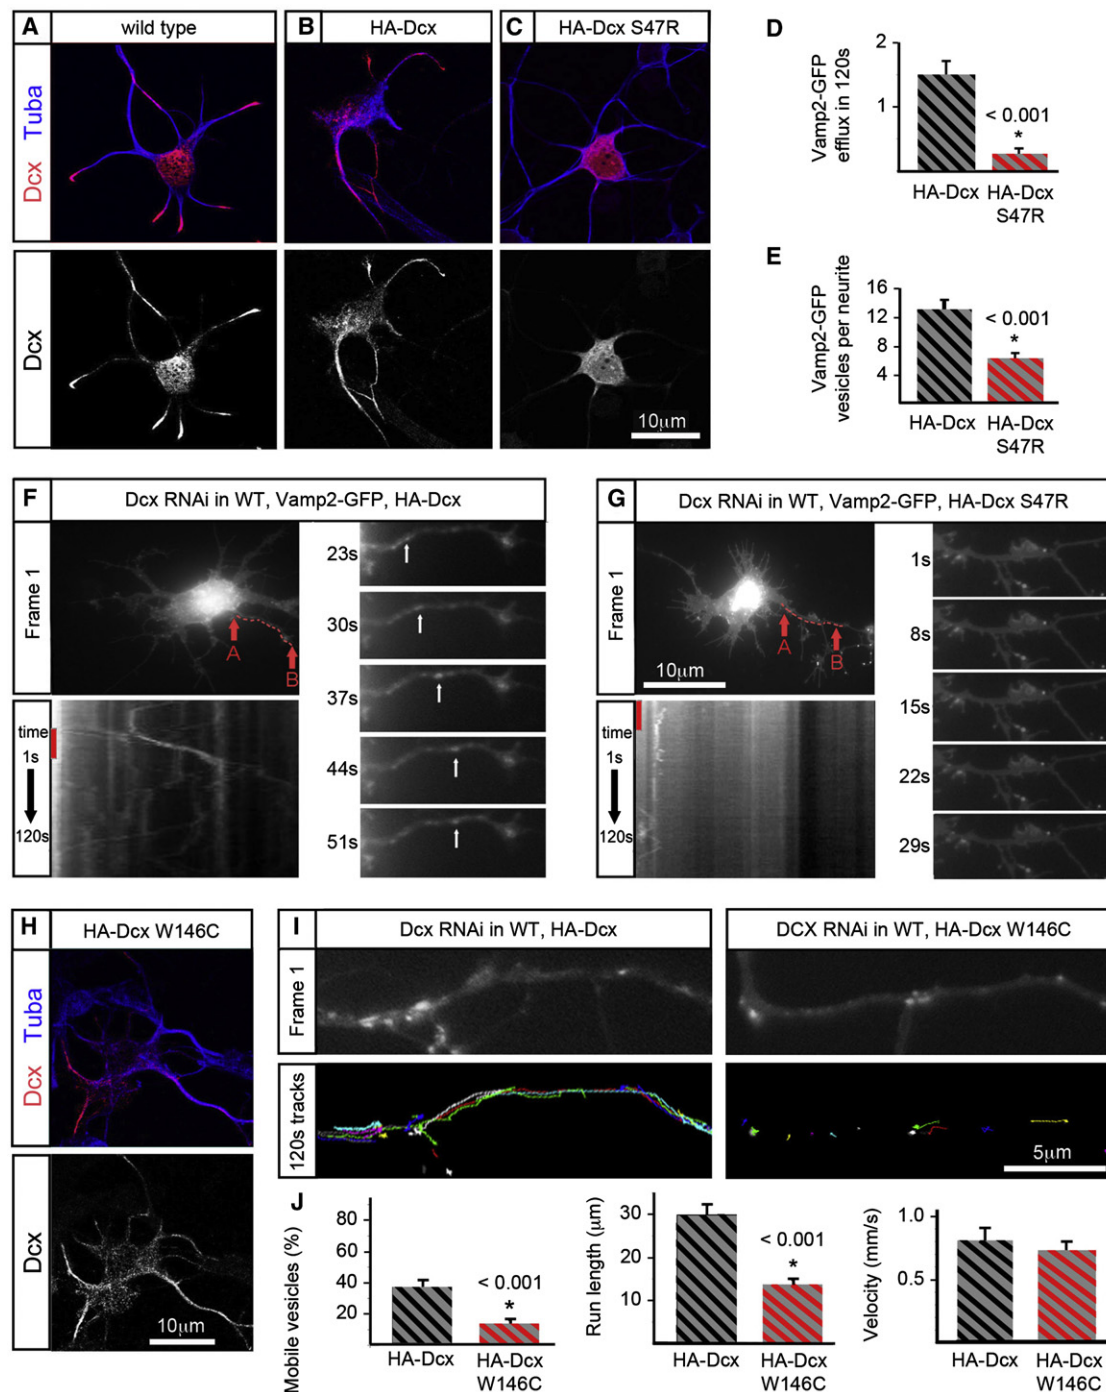 A
wild type
B
HA-Dcx
C
HA-Dcx S47R
Dcx Tuba
Dcx
10μm
D
Vamp2-GFP
efflux in 120s
2
1
< 0.001
*
HA-Dcx
HA-Dcx
S47R
E
Vamp2-GFP
vesicles per neurite
16
12
8
4
< 0.001
*
HA-Dcx
HA-Dcx
S47R
F
Dcx RNAi in WT, Vamp2-GFP, HA-Dcx
Frame 1
A
B
time
1s
120s
23s
30s
37s
44s
51s
G
Dcx RNAi in WT, Vamp2-GFP, HA-Dcx S47R
Frame 1
A
B
10μm
time
1s
120s
1s
8s
15s
22s
29s
H
HA-Dcx W146C
Dcx Tuba
Dcx
10μm
I
Dcx RNAi in WT, HA-Dcx
DCX RNAi in WT, HA-Dcx W146C
Frame 1
120s tracks
5μm
J
Mobile vesicles (%)
80
60
40
20
< 0.001
*
HA-Dcx
HA-Dcx
W146C
Run length (μm)
30
20
10
< 0.001
*
HA-Dcx
HA-Dcx
W146C
Velocity (mm/s)
1.0
0.5
HA-Dcx
HA-Dcx
W146C